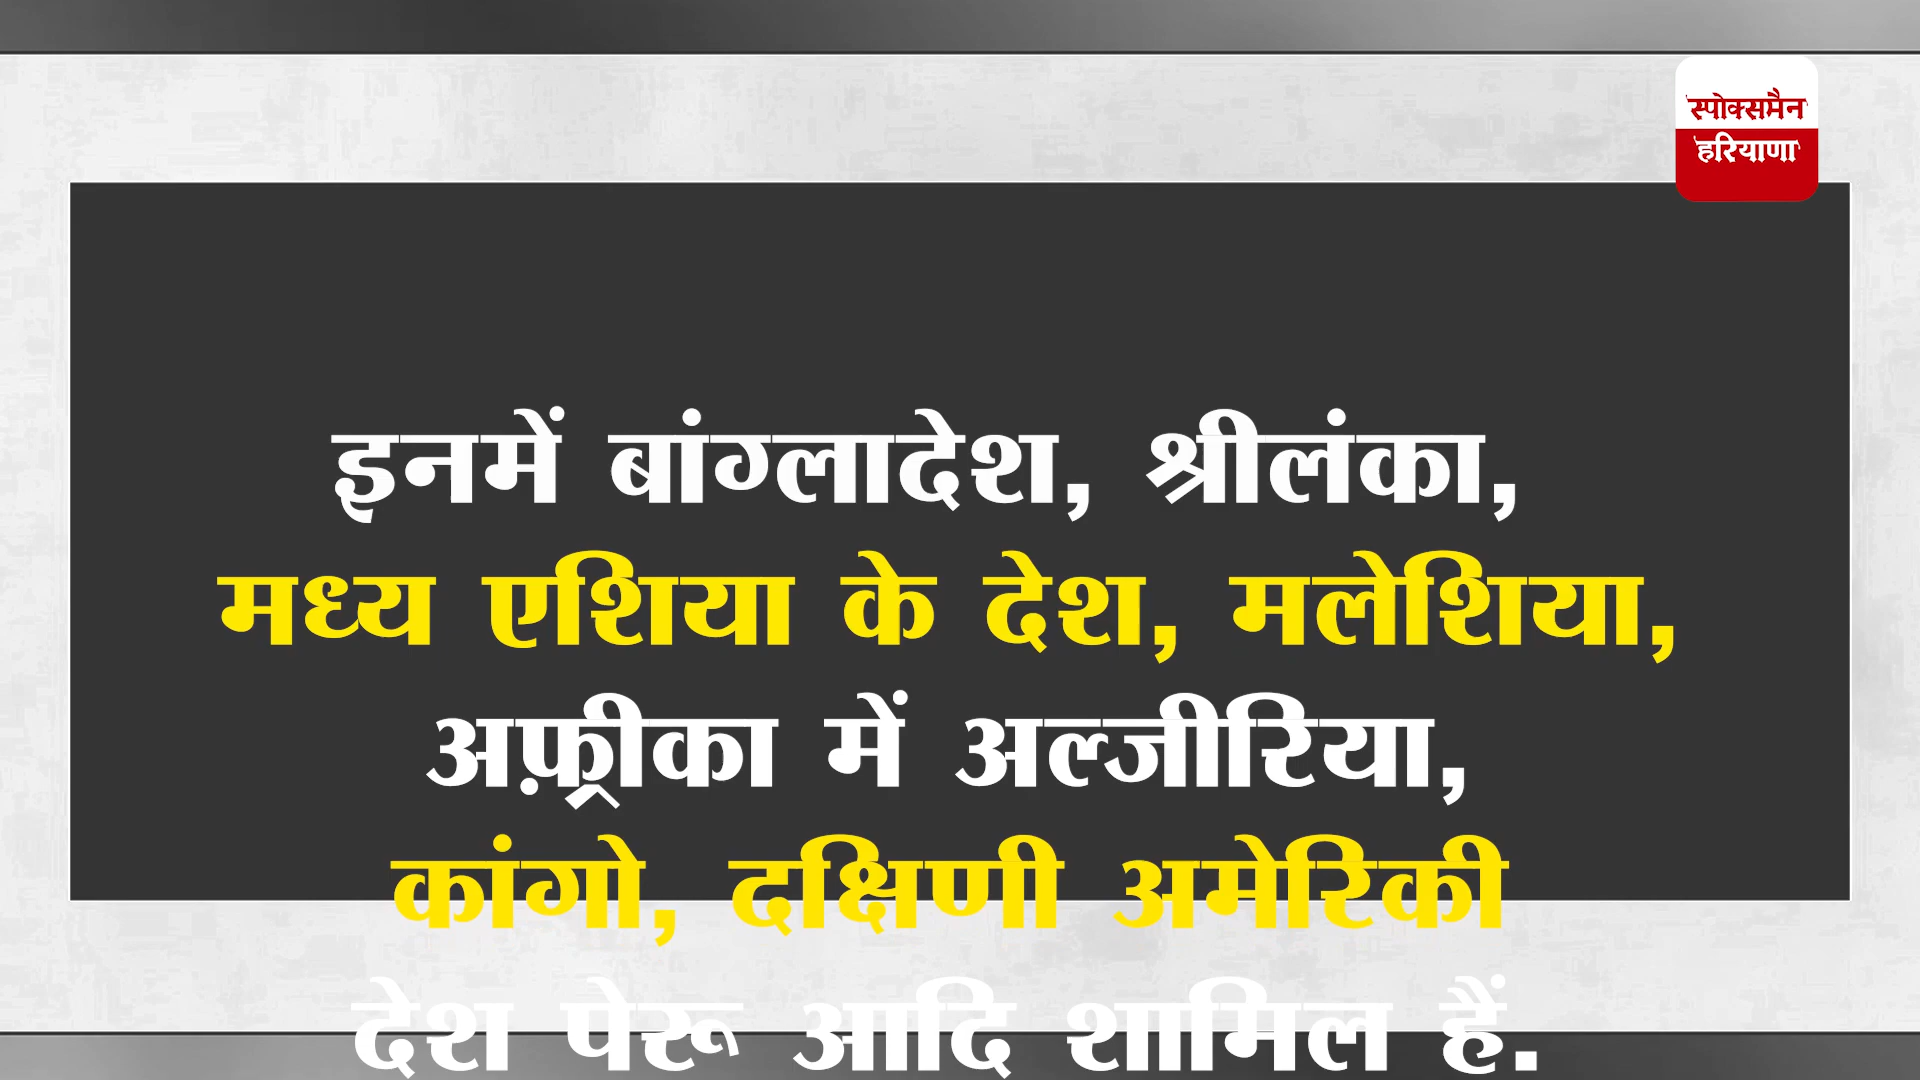 स्पोक्समैन
हरियाणा
इनमें बांग्लादेश, श्रीलंका,
मध्य एशिया के देश, मलेशिया,
अफ़्रीका में अल्जीरिया,
कांगो, दक्षिणी अमेरिकी
देश पेरू आदि शामिल हैं.